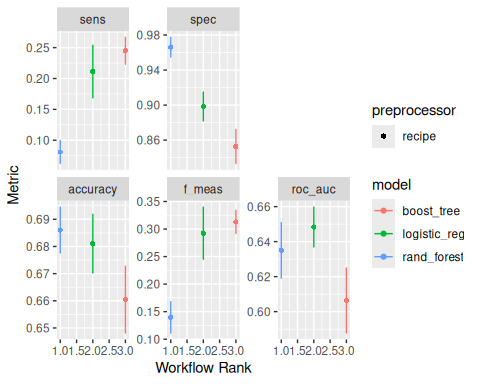 sens spec
0.25
0.20
0.15
0.10
0.98
0.94
0.90
0.86
preprocessor
recipe
model
boost_tree
logistic_reg
rand_forest
Metric
accuracy f_meas roc_auc
0.69
0.68
0.67
0.66
0.65
0.35
0.30
0.25
0.20
0.15
0.10
0.66
0.64
0.62
0.60
1.01.52.02.53.0 1.01.52.02.53.0 1.01.52.02.53.0
Workflow Rank